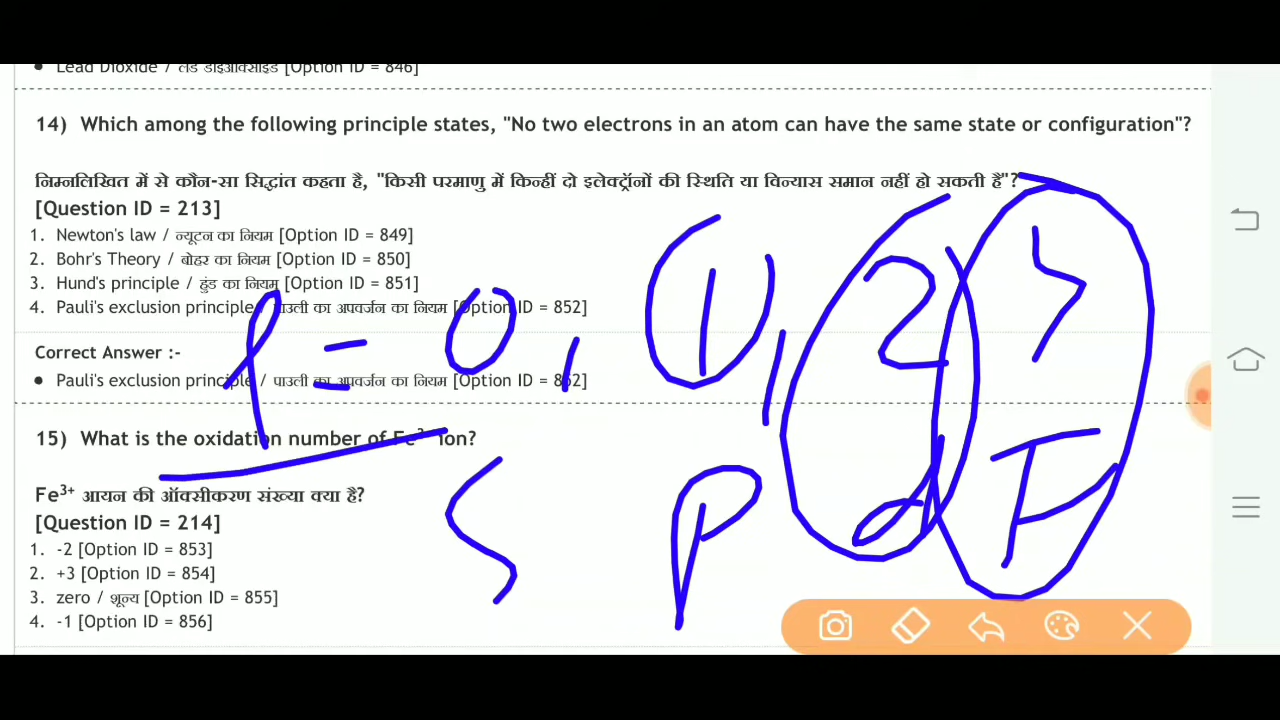 • Lead Dioxide / लेड डाइऑक्साइड [Option ID = 846]
14) Which among the following principle states, "No two electrons in an atom can have the same state or configuration"?
निम्नलिखित में से कौन-सा सिद्धांत कहता है, "किसी परमाणु में किन्हीं दो इलेक्ट्रॉनों की स्थिति या विन्यास समान नहीं हो सकती है"?
[Question ID = 213]
1. Newton's law / न्यूटन का नियम [Option ID = 849]
2. Bohr's Theory / बोहर का नियम [Option ID = 850]
3. Hund's principle / हुंड का नियम [Option ID = 851]
4. Pauli's exclusion principle / पाउली का अपवर्जन का नियम [Option ID = 852]
Correct Answer :-
• Pauli's exclusion principle / पाउली का अपवर्जन का नियम [Option ID = 852]
l = 0, 1, 2 3
15) What is the oxidation number of Fe³⁺ ion?
Fe³⁺ आयन की ऑक्सीकरण संख्या क्या है?
[Question ID = 214]
S P d F
1. -2 [Option ID = 853]
2. +3 [Option ID = 854]
3. zero / शून्य [Option ID = 855]
4. -1 [Option ID = 856]